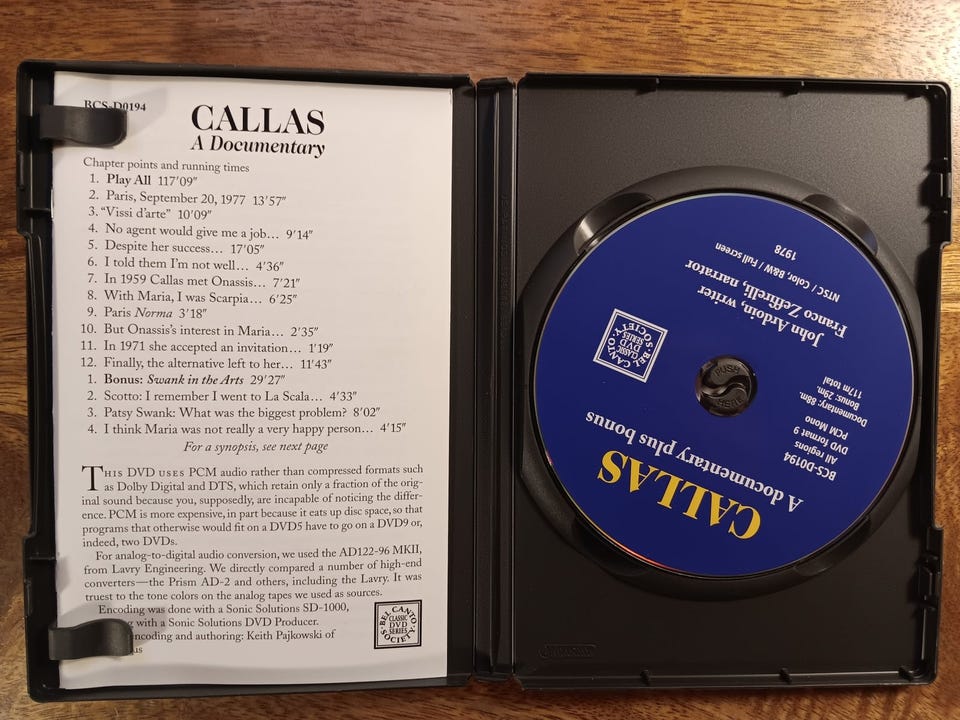 BCS-D0194
CALLAS
A Documentary
Chapter points and running times
1. Play All 117'09"
2. Paris, September 20, 1977 13'57"
3. “Vissi d'arte” 10'09"
4. No agent would give me a job… 9'14"
5. Despite her success… 17'05"
6. I told them I'm not well… 4'36"
7. In 1959 Callas met Onassis… 7'21"
8. With Maria, I was Scarpia… 6'25"
9. Paris Norma 3'18"
10. But Onassis's interest in Maria… 2'35"
11. In 1971 she accepted an invitation… 1'19"
12. Finally, the alternative left to her… 11'43"
1. Bonus: Swank in the Arts 29'27"
2. Scotto: I remember I went to La Scala… 4'33"
3. Patsy Swank: What was the biggest problem? 8'02"
4. I think Maria was not really a very happy person… 4'15"
For a synopsis, see next page
THIS DVD USES PCM audio rather than compressed formats such
as Dolby Digital and DTS, which retain only a fraction of the orig-
inal sound because you, supposedly, are incapable of noticing the differ-
ence. PCM is more expensive, in part because it eats up disc space, so that
programs that otherwise would fit on a DVD5 have to go on a DVD9 or,
indeed, two DVDs.
For analog-to-digital audio conversion, we used the AD122-96 MKII,
from Lavry Engineering. We directly compared a number of high-end
converters—the Prism AD-2 and others, including the Lavry. It was
truest to the tone colors on the analog tapes we used as sources.
Encoding was done with a Sonic Solutions SD-1000,
with a Sonic Solutions DVD Producer.
encoding and authoring: Keith Pajkowski of
BEL CANTO SOCIETY
CLASSIC
DVD
SERIES
CALLAS
A documentary plus bonus
BCS-D0194
All regions
DVD format 9
PCM Mono
Documentary: 88m.
Bonus: 29m.
117m total
BEL CANTO SOCIETY
CLASSIC
DVD
SERIES
PUSH
HERE
John Ardoin, writer
Franco Zeffirelli, narrator
NTSC / Color, B&W / Full screen
1978